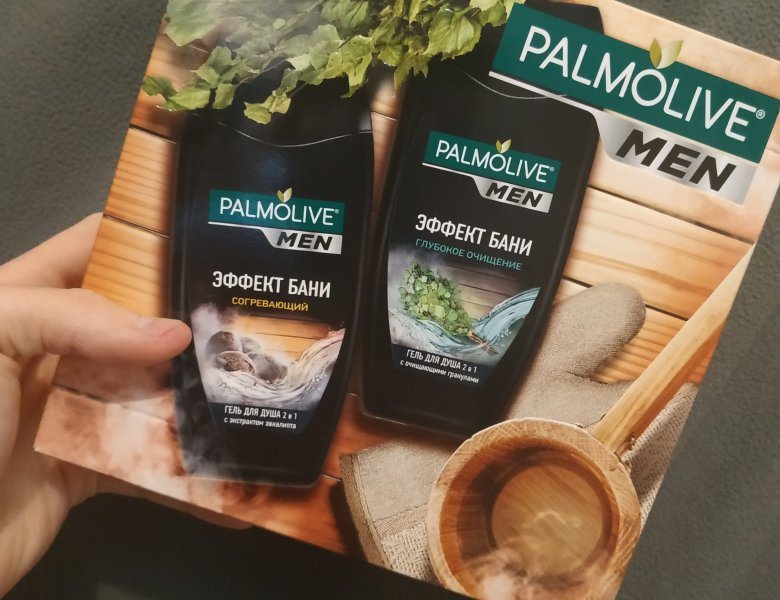 PALMOLIVE®
MEN
PALMOLIVE®
MEN
ЭФФЕКТ БАНИ
СОГРЕВАЮЩИЙ
ГЕЛЬ ДЛЯ ДУША 2 в 1
с экстрактом эвкалипта
PALMOLIVE®
MEN
ЭФФЕКТ БАНИ
ГЛУБОКОЕ ОЧИЩЕНИЕ
ГЕЛЬ ДЛЯ ДУША 2 в 1
с очищающими гранулами